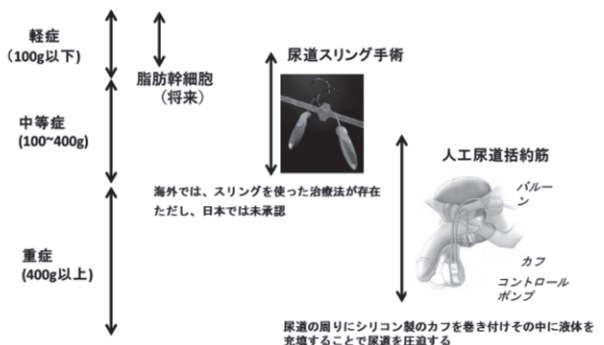 軽症
（100g以下）
中等症
(100~400g)
重症
(400g以上)
脂肪幹細胞
（将来）
尿道スリング手術
海外では、スリングを使った治療法が存在
ただし、日本では未承認
人工尿道括約筋
バルー
ン
カフ
コントロール
ポンプ
尿道の周りにシリコン製のカフを巻き付けその中に液体を
充填することで尿道を圧迫する